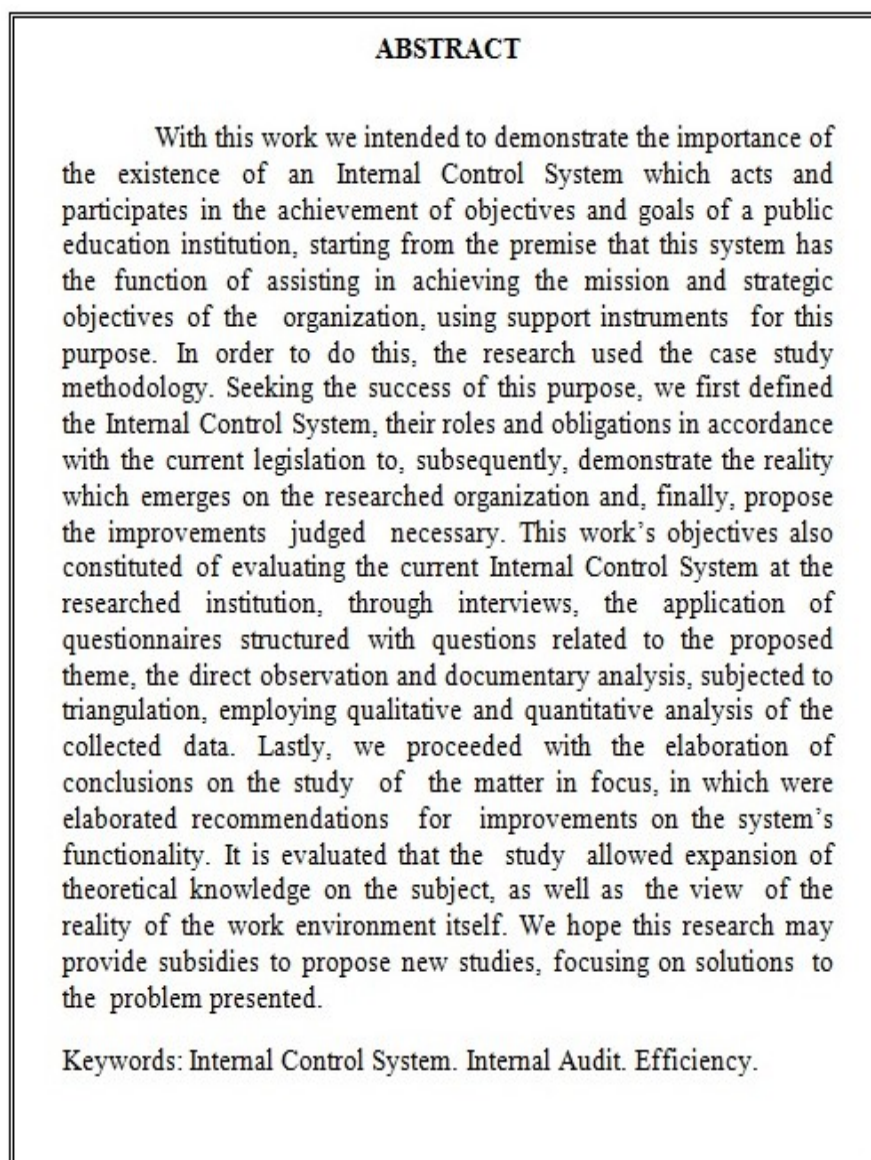 ABSTRACT
With this work we intended to demonstrate the importance of
the existence of an Internal Control System which acts and
participates in the achievement of objectives and goals of a public
education institution, starting from the premise that this system has
the function of assisting in achieving the mission and strategic
objectives of the organization, using support instruments for this
purpose. In order to do this, the research used the case study
methodology. Seeking the success of this purpose, we first defined
the Internal Control System, their roles and obligations in accordance
with the current legislation to, subsequently, demonstrate the reality
which emerges on the researched organization and, finally, propose
the improvements judged necessary. This work’s objectives also
constituted of evaluating the current Internal Control System at the
researched institution, through interviews, the application of
questionnaires structured with questions related to the proposed
theme, the direct observation and documentary analysis, subjected to
triangulation, employing qualitative and quantitative analysis of the
collected data. Lastly, we proceeded with the elaboration of
conclusions on the study of the matter in focus, in which were
elaborated recommendations for improvements on the system’s
functionality. It is evaluated that the study allowed expansion of
theoretical knowledge on the subject, as well as the view of the
reality of the work environment itself. We hope this research may
provide subsidies to propose new studies, focusing on solutions to
the problem presented.
Keywords: Internal Control System. Internal Audit. Efficiency.